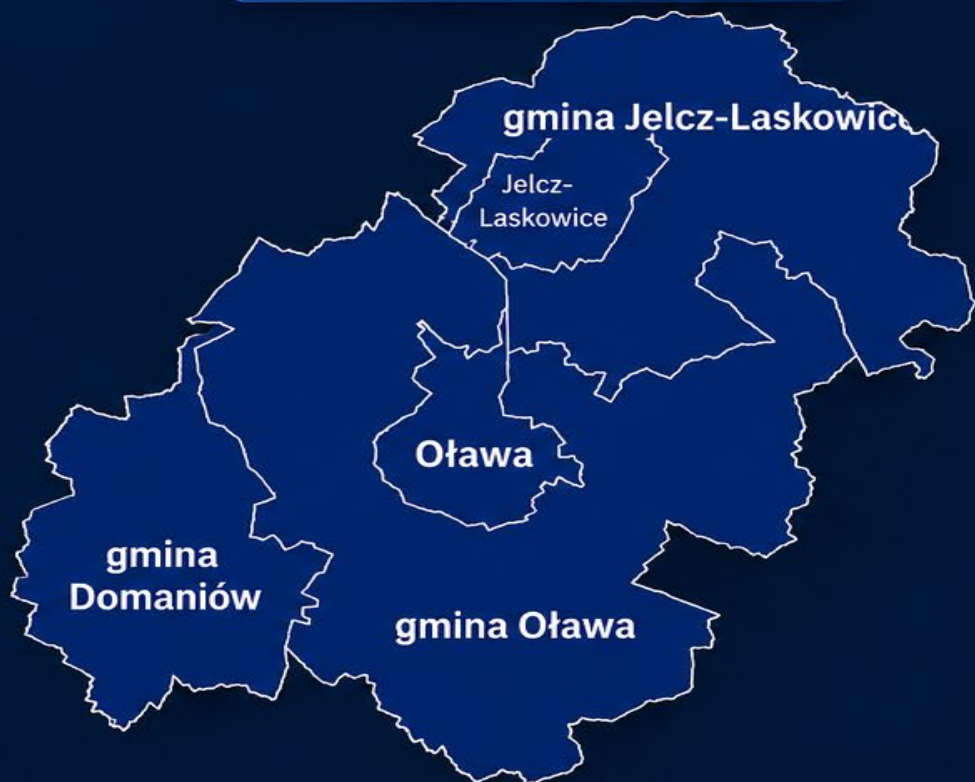 gmina Jelcz-Laskowice
Jelcz-
Laskowice
Oława
gmina
Domaniów
gmina Oława